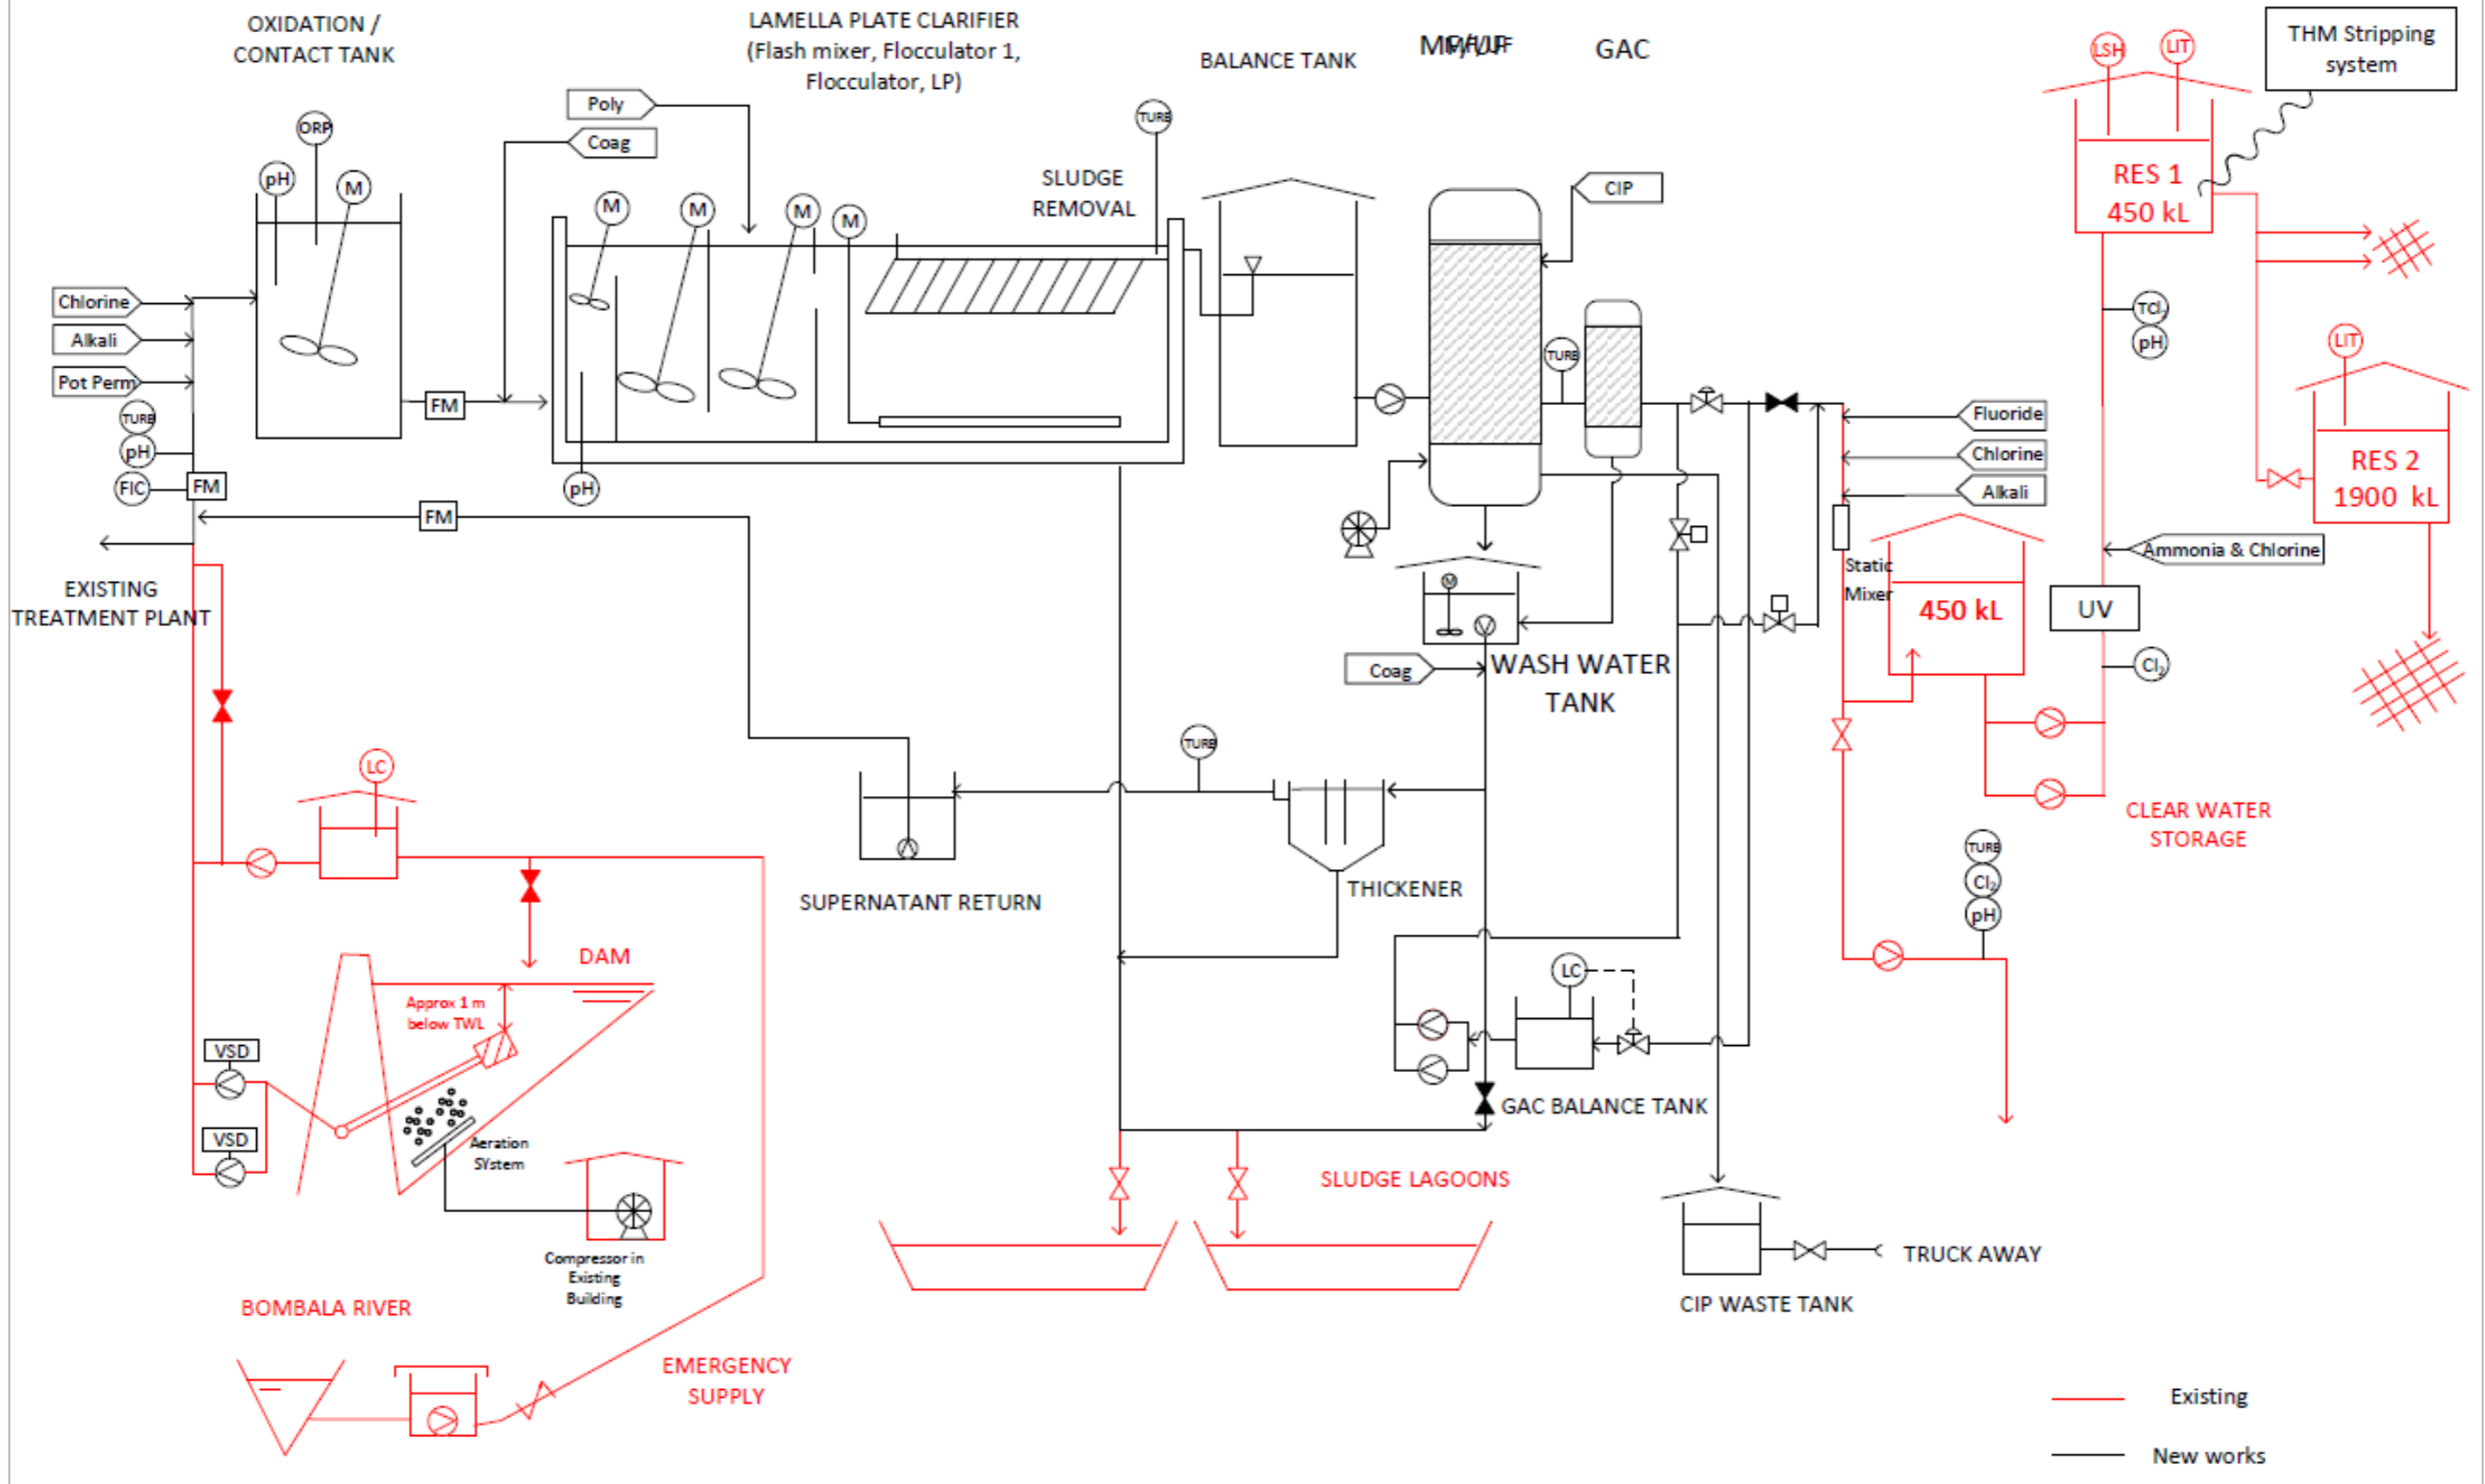 OXIDATION /
CONTACT TANK
LAMELLA PLATE CLARIFIER
(Flash mixer, Flocculator 1,
Flocculator, LP)
BALANCE TANK
MF/UF
GAC
LSH
LIT
THM Stripping
system
Poly
Coag
TURB
ORP
pH
M
M
M
M
M
SLUDGE
REMOVAL
CIP
RES 1
450 kL
Chlorine
Alkali
Pot Perm
TURB
pH
FIC
FM
FM
FM
pH
TURB
TCl2
pH
LIT
RES 2
1900 kL
Fluoride
Chlorine
Alkali
Static
Mixer
450 kL
Ammonia & Chlorine
UV
Cl2
EXISTING
TREATMENT PLANT
M
Coag
WASH WATER
TANK
LC
TURB
CLEAR WATER
STORAGE
TURB
Cl2
pH
SUPERNATANT RETURN
THICKENER
DAM
Approx 1 m
below TWL
LC
VSD
VSD
GAC BALANCE TANK
Aeration
SYstem
SLUDGE LAGOONS
Compressor in
Existing
Building
TRUCK AWAY
CIP WASTE TANK
BOMBALA RIVER
EMERGENCY
SUPPLY
Existing
New works